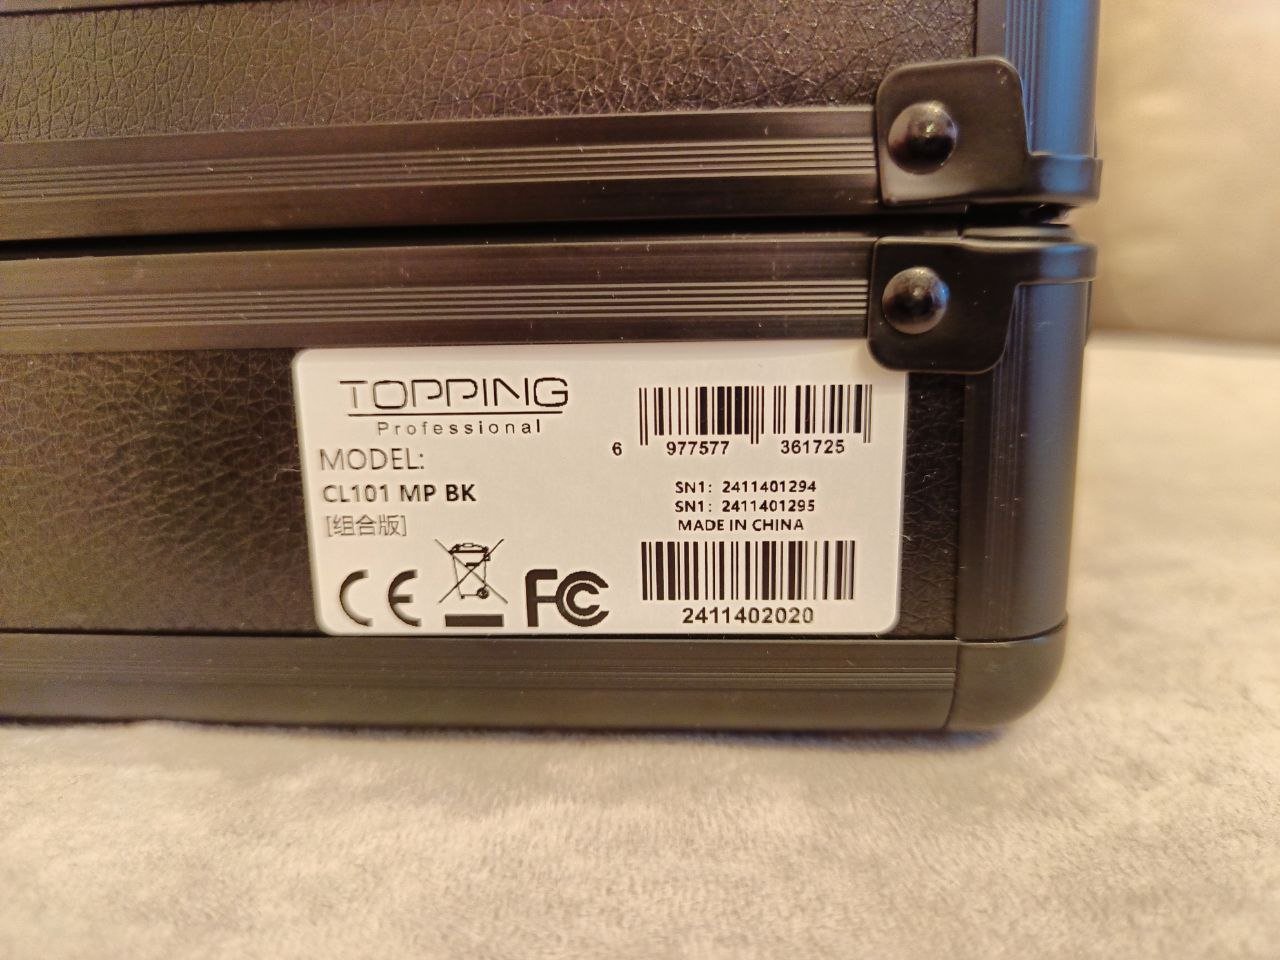 TOPPING
Professional
MODEL:
CL101 MP BK
[组合版]
CE
FC
6 977577 361725
SN1: 2411401294
SN1: 2411401295
MADE IN CHINA
2411402020